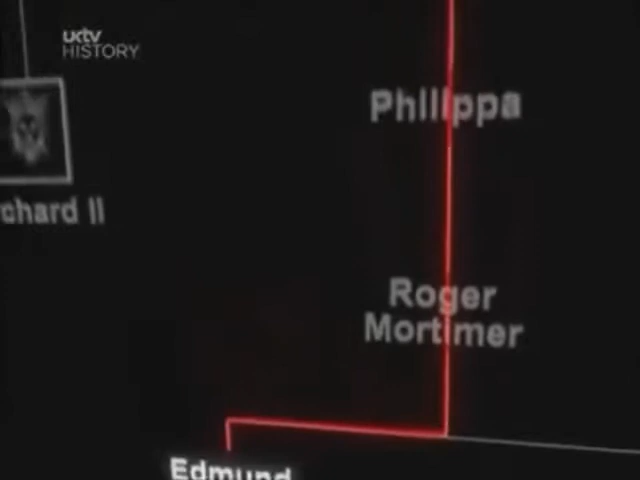 uktv
HISTORY
Philippa
chard II
Roger
Mortimer
Edmund